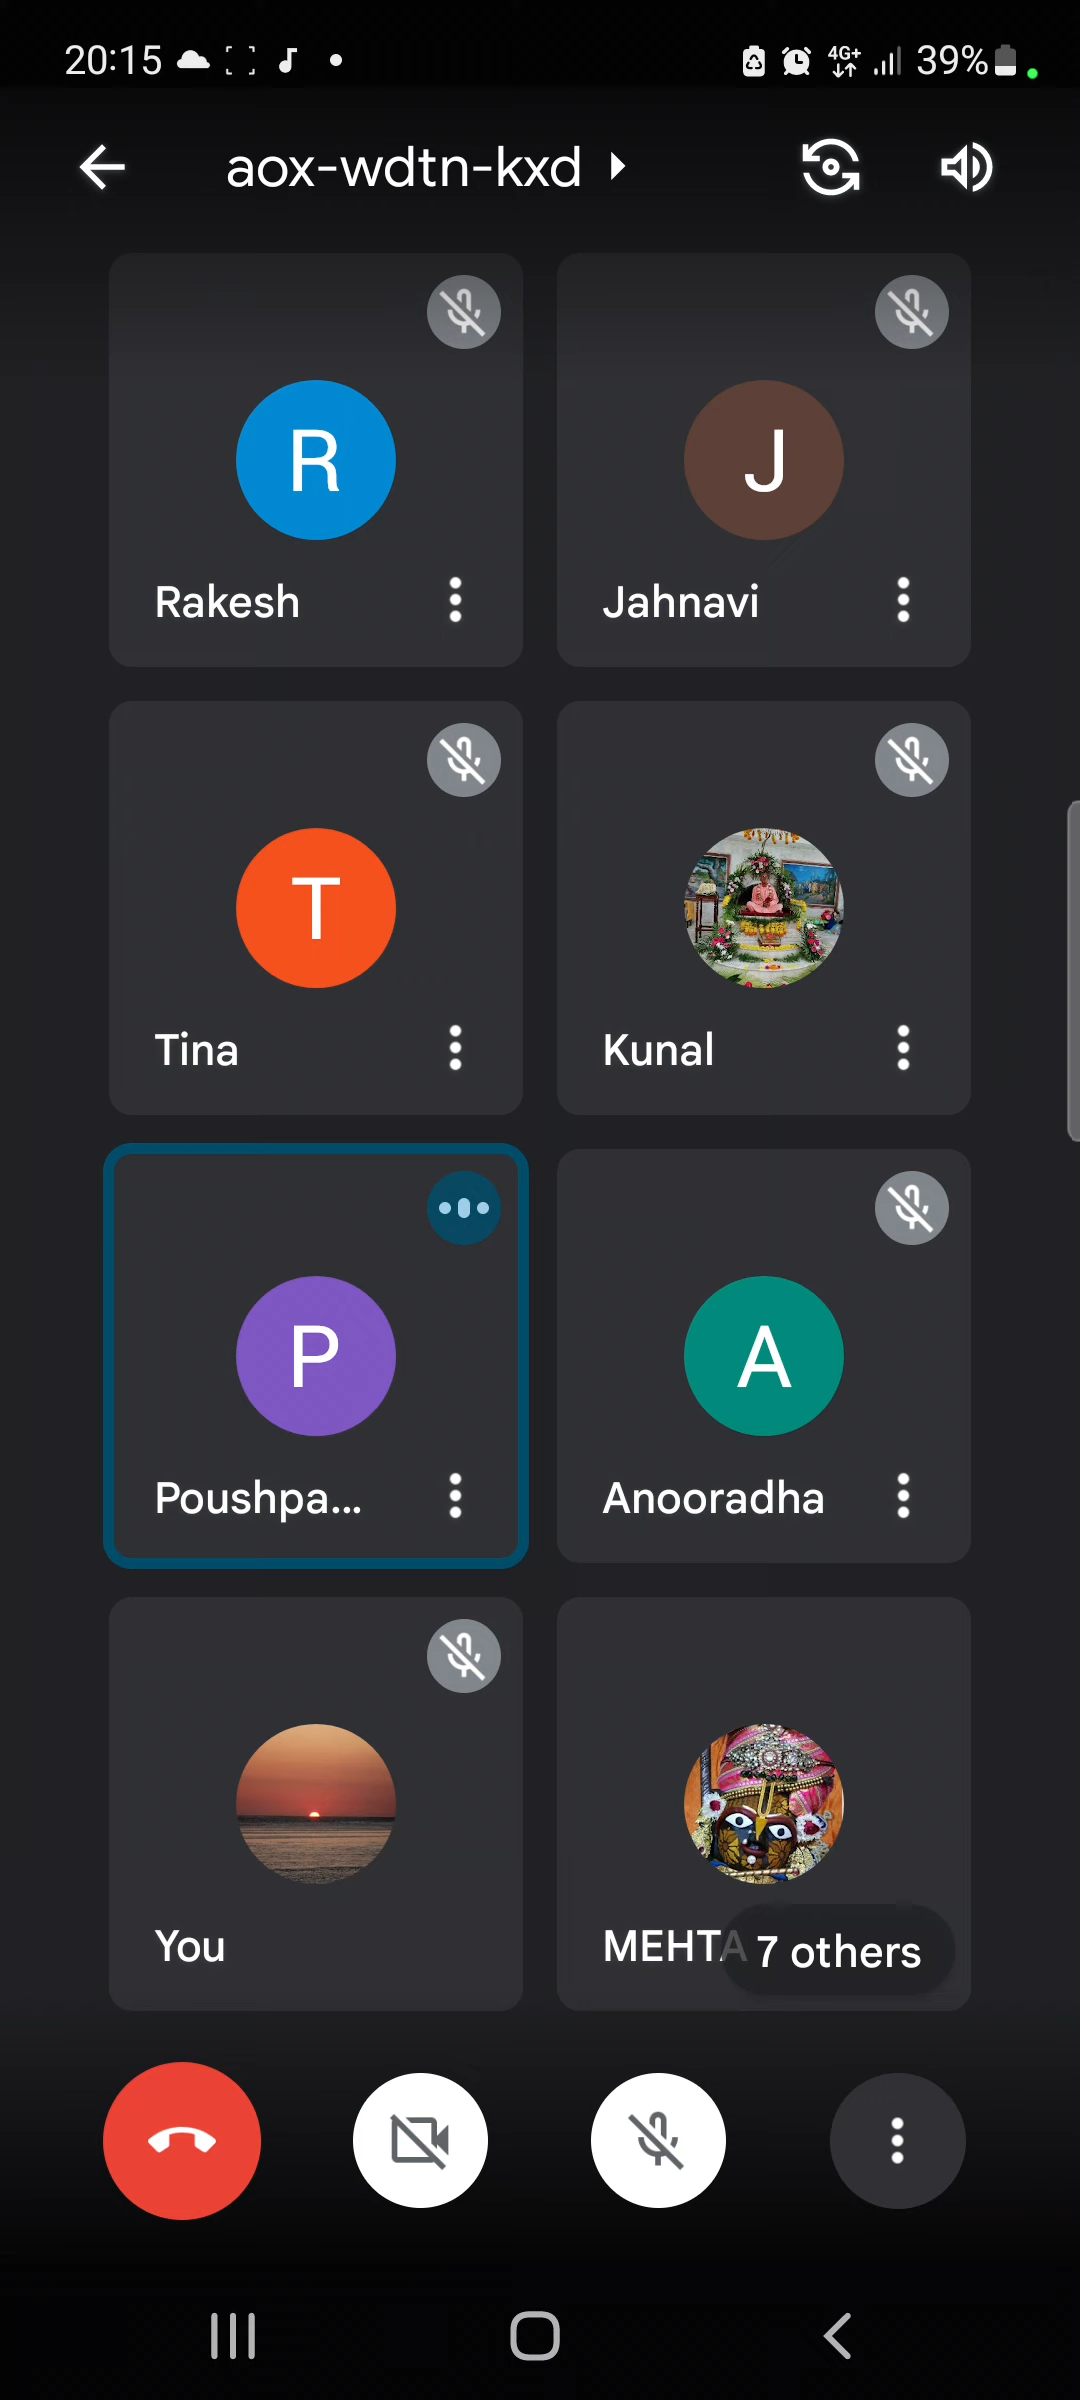 20:15 4G+ 39%
aox-wdtn-kxd
R J
Rakesh Jahnavi
T
Tina Kunal
P A
Poushpa... Anooradha
You MEHTA 7 others